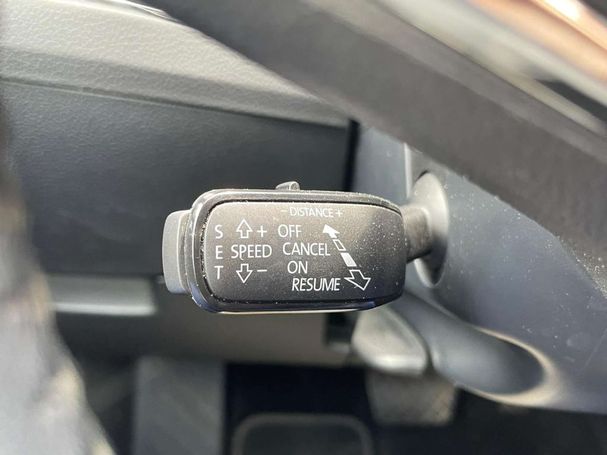 - DISTANCE +
S + OFF
E SPEED CANCEL
T - ON
RESUME